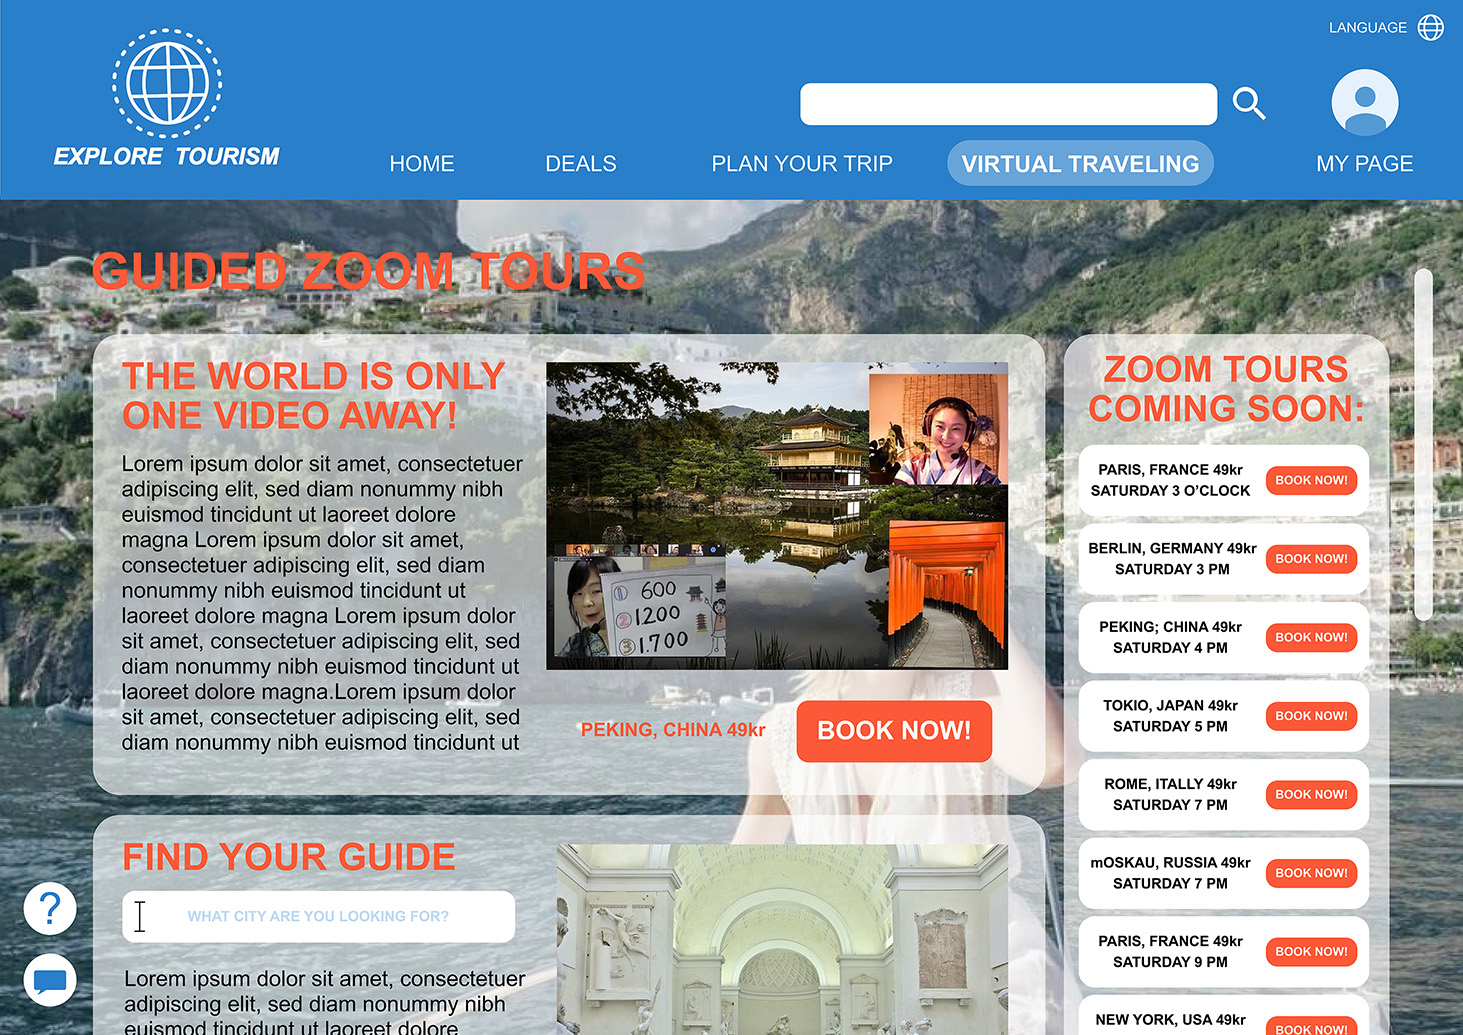 LANGUAGE
EXPLORE TOURISM
HOME
DEALS
PLAN YOUR TRIP
VIRTUAL TRAVELING
MY PAGE
GUIDED ZOOM TOURS
THE WORLD IS ONLY
ONE VIDEO AWAY!
Lorem ipsum dolor sit amet, consectetuer
adipiscing elit, sed diam nonummy nibh
euismod tincidunt ut laoreet dolore
magna Lorem ipsum dolor sit amet,
consectetuer adipiscing elit, sed diam
nonummy nibh euismod tincidunt ut
laoreet dolore magna Lorem ipsum dolor
sit amet, consectetuer adipiscing elit, sed
diam nonummy nibh euismod tincidunt ut
laoreet dolore magna.Lorem ipsum dolor
sit amet, consectetuer adipiscing elit, sed
diam nonummy nibh euismod tincidunt ut
① 600
② 1200
③ 1.700
PEKING, CHINA 49kr
BOOK NOW!
FIND YOUR GUIDE
WHAT CITY ARE YOU LOOKING FOR?
Lorem ipsum dolor sit amet, consectetuer
adipiscing elit, sed diam nonummy nibh
euismod tincidunt ut laoreet dolore
?
ZOOM TOURS
COMING SOON:
PARIS, FRANCE 49kr
SATURDAY 3 O'CLOCK
BOOK NOW!
BERLIN, GERMANY 49kr
SATURDAY 3 PM
BOOK NOW!
PEKING; CHINA 49kr
SATURDAY 4 PM
BOOK NOW!
TOKIO, JAPAN 49kr
SATURDAY 5 PM
BOOK NOW!
ROME, ITALLY 49kr
SATURDAY 7 PM
BOOK NOW!
mOSKAU, RUSSIA 49kr
SATURDAY 7 PM
BOOK NOW!
PARIS, FRANCE 49kr
SATURDAY 9 PM
BOOK NOW!
NEW YORK, USA 49kr
BOOK NOW!